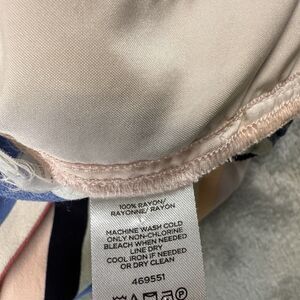 100% RAYON/
RAYONNE/ RAYÓN
MACHINE WASH COLD
ONLY NON-CHLORINE
BLEACH WHEN NEEDED
LINE DRY
COOL IRON IF NEEDED
OR DRY CLEAN
469551